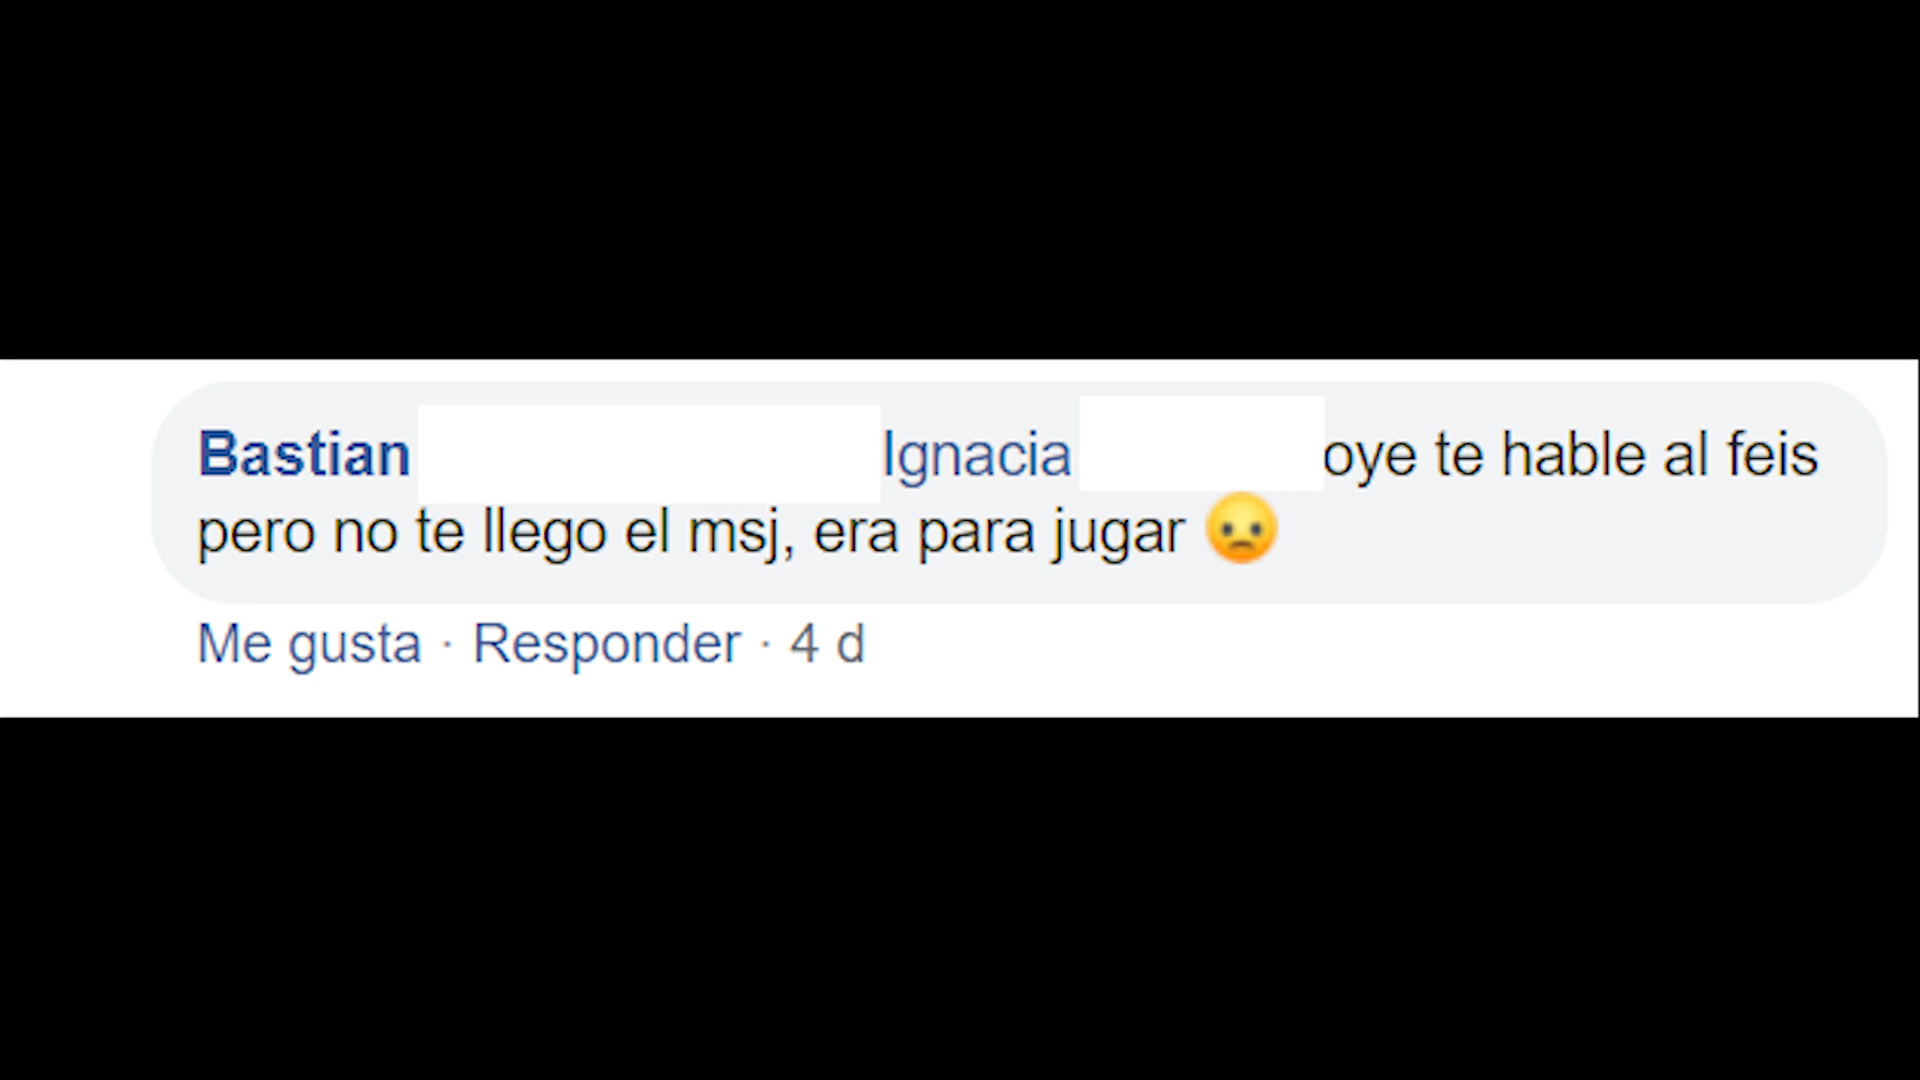 Bastian Ignacia oye te hable al feis
pero no te llego el msj, era para jugar 😞
Me gusta · Responder · 4 d